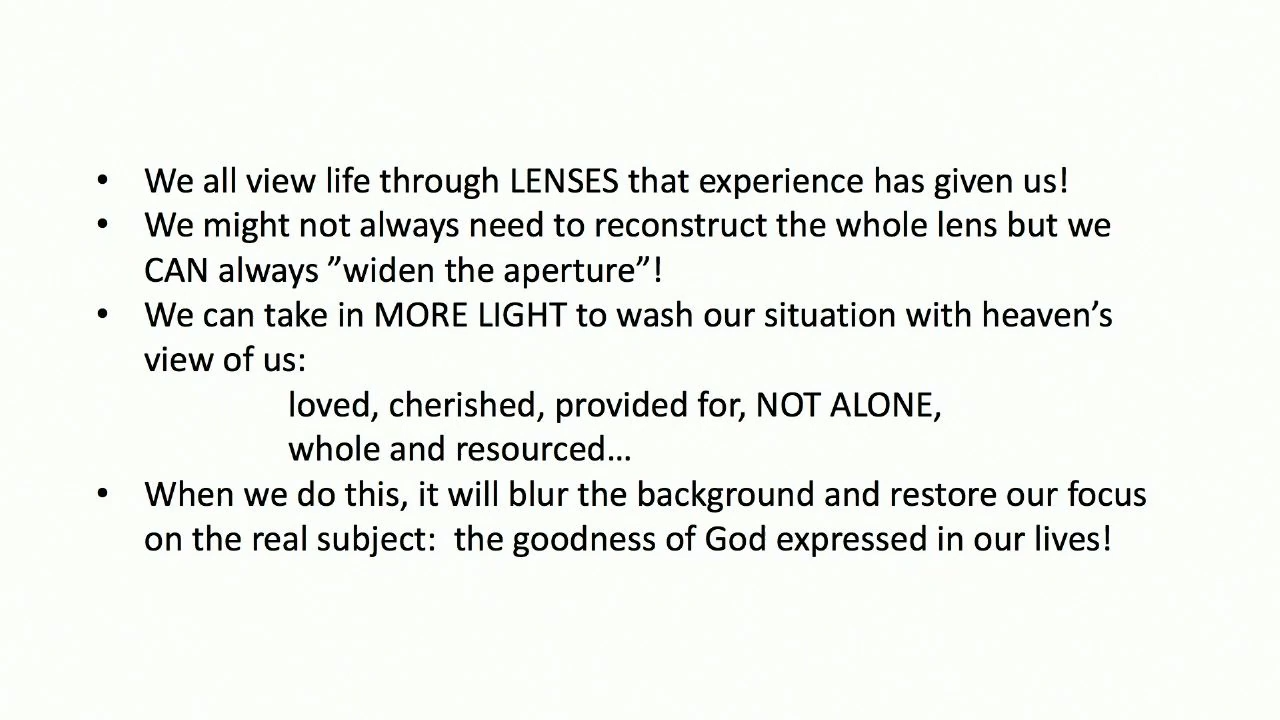 • We all view life through LENSES that experience has given us!
• We might not always need to reconstruct the whole lens but we
CAN always ”widen the aperture”!
• We can take in MORE LIGHT to wash our situation with heaven’s
view of us:
loved, cherished, provided for, NOT ALONE,
whole and resourced…
• When we do this, it will blur the background and restore our focus
on the real subject:  the goodness of God expressed in our lives!